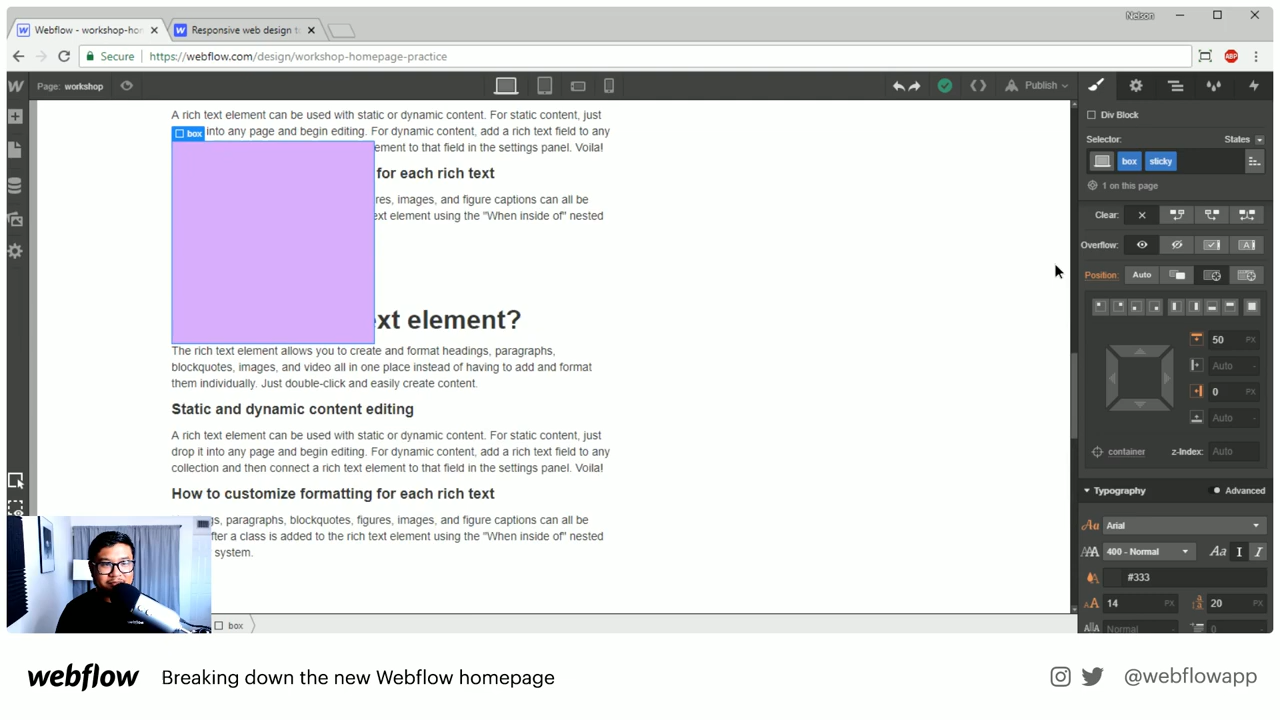 Nelson
Webflow - workshop-hom
Responsive web design t
Secure
https://webflow.com/design/workshop-homepage-practice
Page: workshop
Publish
A rich text element can be used with static or dynamic content. For static content, just
into any page and begin editing. For dynamic content, add a rich text field to any
ement to that field in the settings panel. Voila!
box
for each rich text
res, images, and figure captions can all be
xt element using the "When inside of" nested
xt element?
The rich text element allows you to create and format headings, paragraphs,
blockquotes, images, and video all in one place instead of having to add and format
them individually. Just double-click and easily create content.
Static and dynamic content editing
A rich text element can be used with static or dynamic content. For static content, just
drop it into any page and begin editing. For dynamic content, add a rich text field to any
collection and then connect a rich text element to that field in the settings panel. Voila!
How to customize formatting for each rich text
gs, paragraphs, blockquotes, figures, images, and figure captions can all be
fter a class is added to the rich text element using the "When inside of" nested
system.
box
Div Block
Selector:
States
box
sticky
1 on this page
Clear:
Overflow:
Position:
Auto
50 PX
Auto -
0 PX
Auto -
container
z-Index:
Auto
Typography
Advanced
Arial
400 - Normal
#333
14 PX
20 PX
Normal
0
webflow
Breaking down the new Webflow homepage
@webflowapp